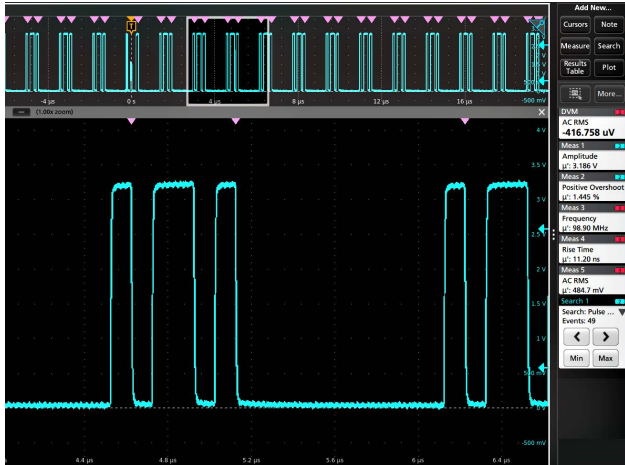 Add New...
Cursors
Note
Measure
Search
Results Table
Plot
More...
T
-4 µs
0 s
4 µs
8 µs
12 µs
16 µs
-500 mV
(1.00x zoom)
4 V
3.5 V
3 V
2.5 V
2 V
1.5 V
1 V
500 mV
0 V
-500 mV
4.4 µs
4.8 µs
5.2 µs
5.6 µs
6 µs
6.4 µs
DVM
AC RMS
-416.758 uV
Meas 1
Amplitude
µ': 3.186 V
Meas 2
Positive Overshoot
µ': 1.445 %
Meas 3
Frequency
µ': 98.90 MHz
Meas 4
Rise Time
µ': 11.20 ns
Meas 5
AC RMS
µ': 484.7 mV
Search 1
Search: Pulse ...
Events: 49
Min
Max